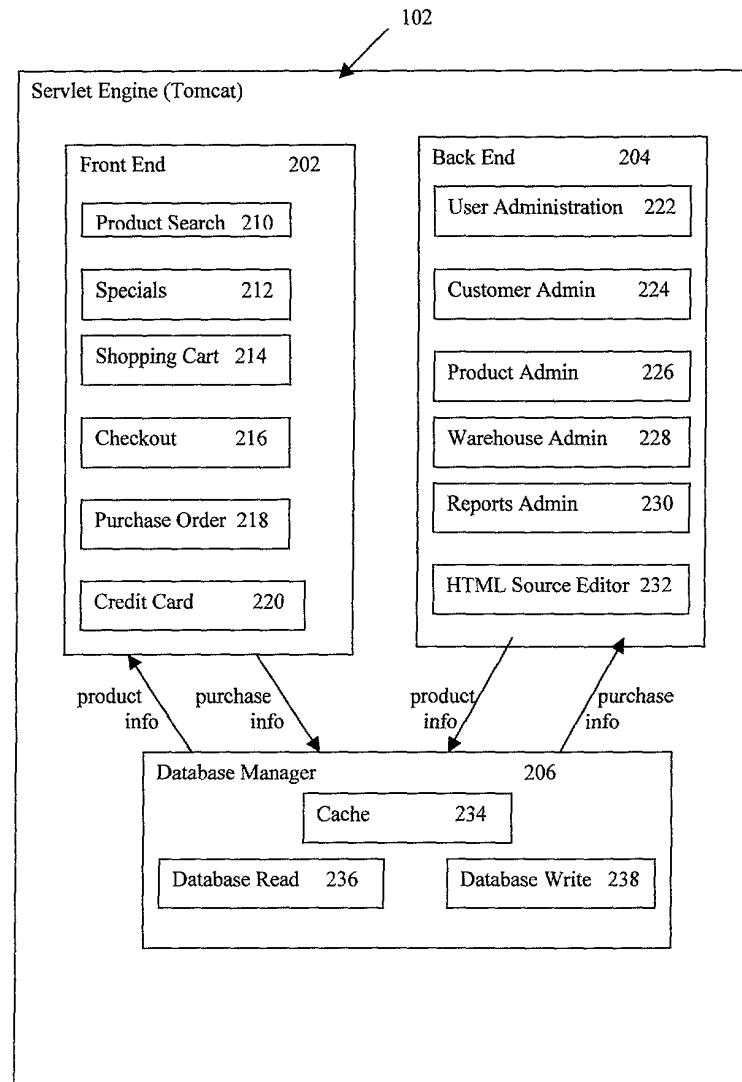 102
Servlet Engine (Tomcat)
Front End 202
Product Search 210
Specials 212
Shopping Cart 214
Checkout 216
Purchase Order 218
Credit Card 220
Back End 204
User Administration 222
Customer Admin 224
Product Admin 226
Warehouse Admin 228
Reports Admin 230
HTML Source Editor 232
product
info
purchase
info
product
info
purchase
info
Database Manager 206
Cache 234
Database Read 236
Database Write 238